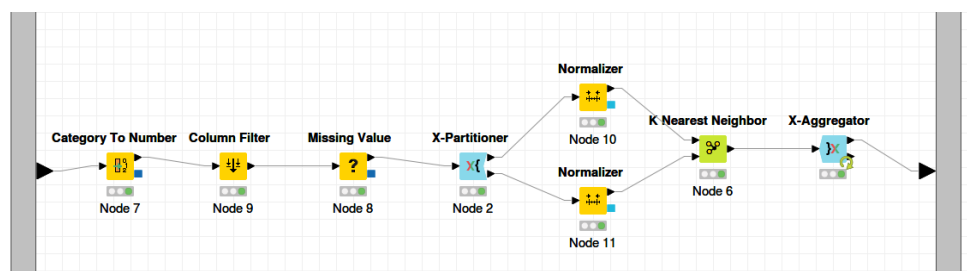 Normalizer
Node 10
Category To Number
Column Filter
Missing Value
X-Partitioner
K Nearest Neighbor
X-Aggregator
?
X{
}X
Node 7
Node 9
Node 8
Node 2
Node 6
Normalizer
Node 11